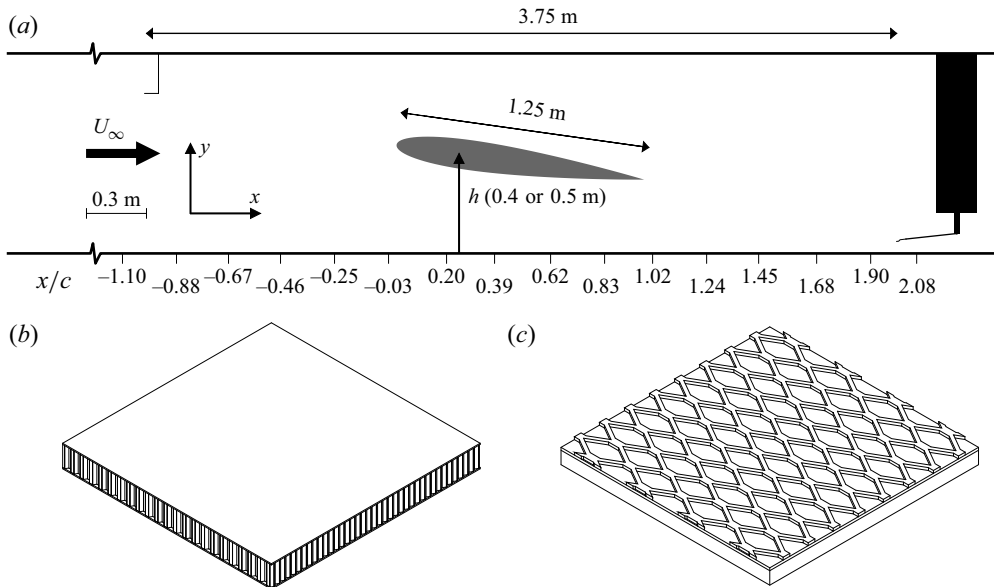 (a)
3.75 m
1.25 m
U∞
y
x
h (0.4 or 0.5 m)
0.3 m
x/c
–1.10 –0.88 –0.67 –0.46 –0.25 –0.03 0.20 0.39 0.62 0.83 1.02 1.24 1.45 1.68 1.90 2.08
(b) (c)